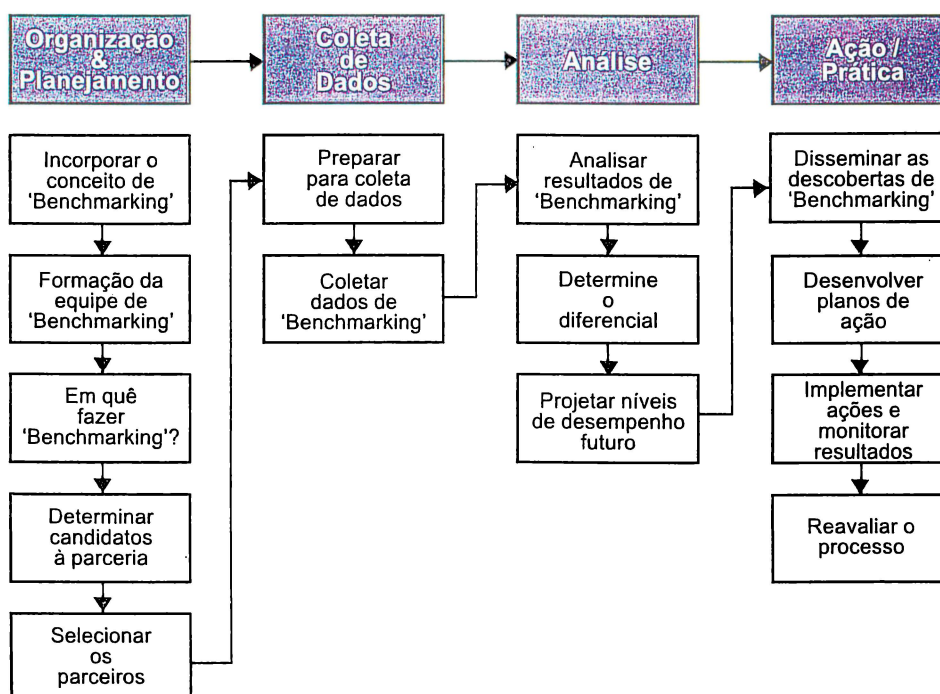 Organização
&
Planejamento
Coleta
de
Dados
Análise
Ação /
Prática
Incorporar o
conceito de
'Benchmarking'
Formação da
equipe de
'Benchmarking'
Em quê
fazer
'Benchmarking'?
Determinar
candidatos
à parceria
Selecionar
os
parceiros
Preparar
para coleta
de dados
Coletar
dados de
'Benchmarking'
Analisar
resultados de
'Benchmarking'
Determine
o
diferencial
Projetar níveis
de desempenho
futuro
Disseminar as
descobertas de
'Benchmarking'
Desenvolver
planos de
ação
Implementar
ações e
monitorar
resultados
Reavaliar o
processo